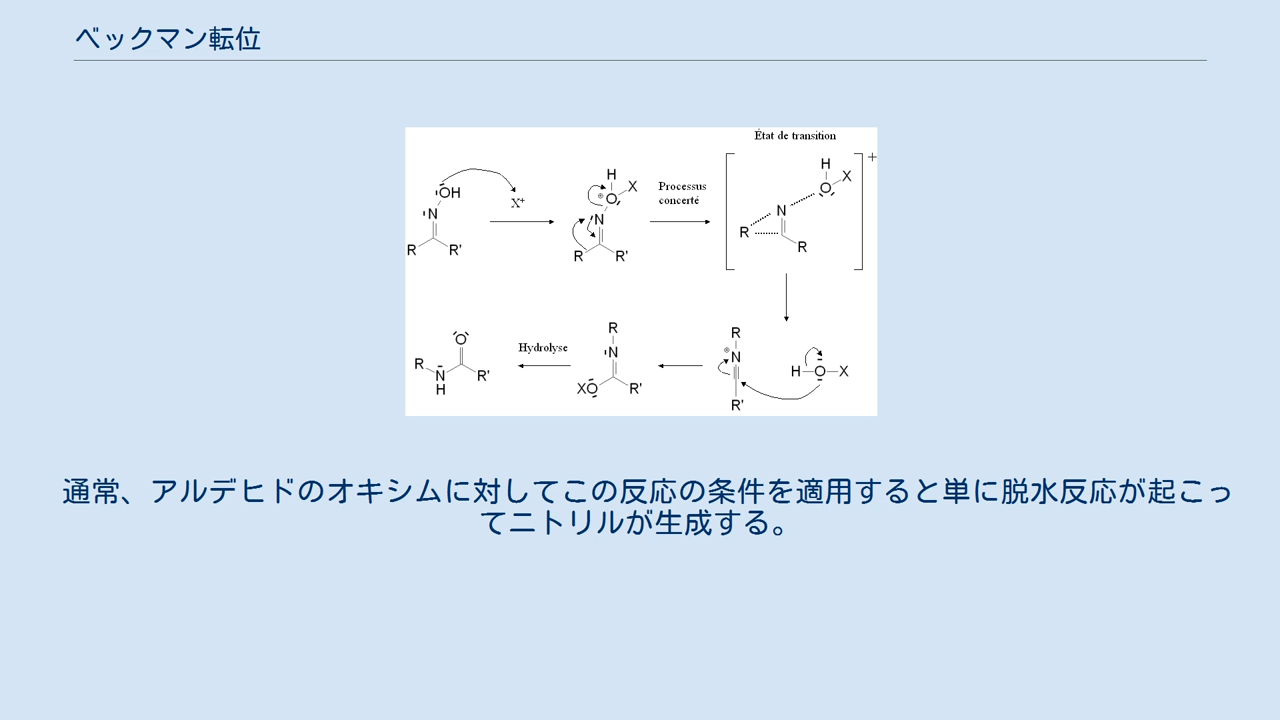 ベックマン転位
État de transition
H
X
O
OH
X⁺
N
R
R'
H
X
⊕
O
N
R
R'
Processus
concerté
+
H
X
O
N
R
R
R
⊕
N
R'
H
O
X
R
N
XO
R'
Hydrolyse
O
R
N
H
R'
通常、アルデヒドのオキシムに対してこの反応の条件を適用すると単に脱水反応が起こっ
てニトリルが生成する。